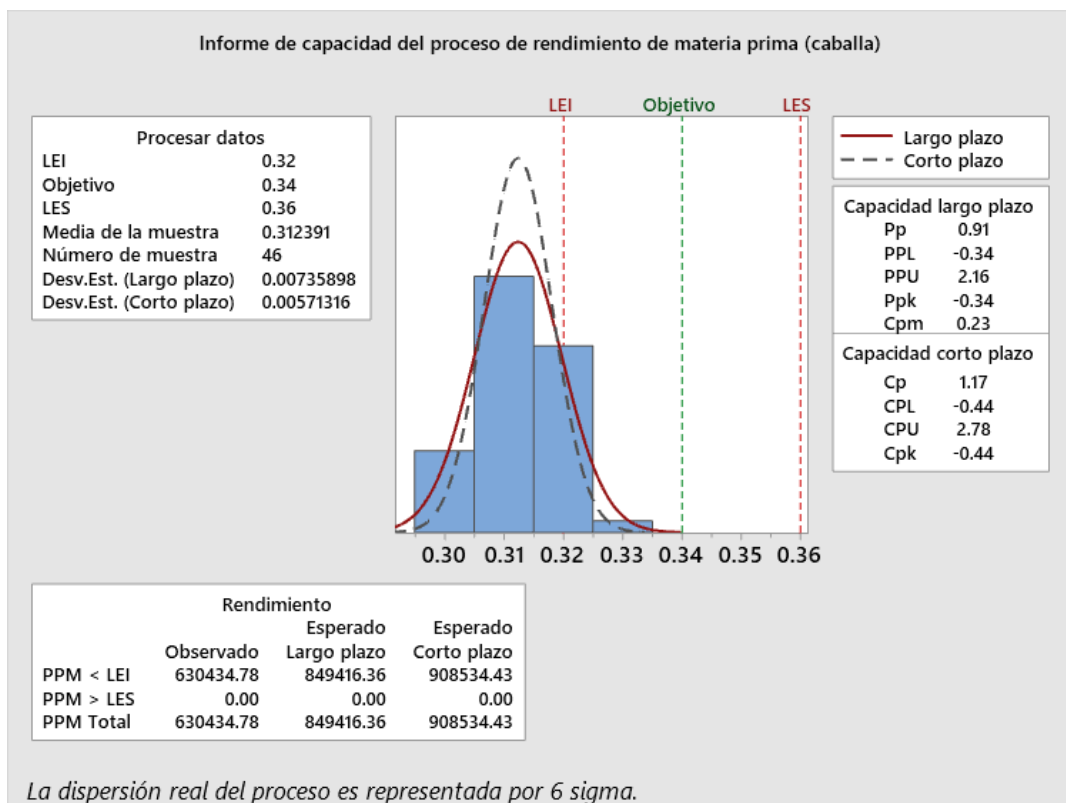 Informe de capacidad del proceso de rendimiento de materia prima (caballa)
LEI Objetivo LES
Procesar datos
LEI 0.32
Objetivo 0.34
LES 0.36
Media de la muestra 0.312391
Número de muestra 46
Desv.Est. (Largo plazo) 0.00735898
Desv.Est. (Corto plazo) 0.00571316
Largo plazo
Corto plazo
Capacidad largo plazo
Pp 0.91
PPL -0.34
PPU 2.16
Ppk -0.34
Cpm 0.23
Capacidad corto plazo
Cp 1.17
CPL -0.44
CPU 2.78
Cpk -0.44
0.30 0.31 0.32 0.33 0.34 0.35 0.36
Rendimiento
Esperado Esperado
Observado Largo plazo Corto plazo
PPM < LEI 630434.78 849416.36 908534.43
PPM > LES 0.00 0.00 0.00
PPM Total 630434.78 849416.36 908534.43
La dispersión real del proceso es representada por 6 sigma.